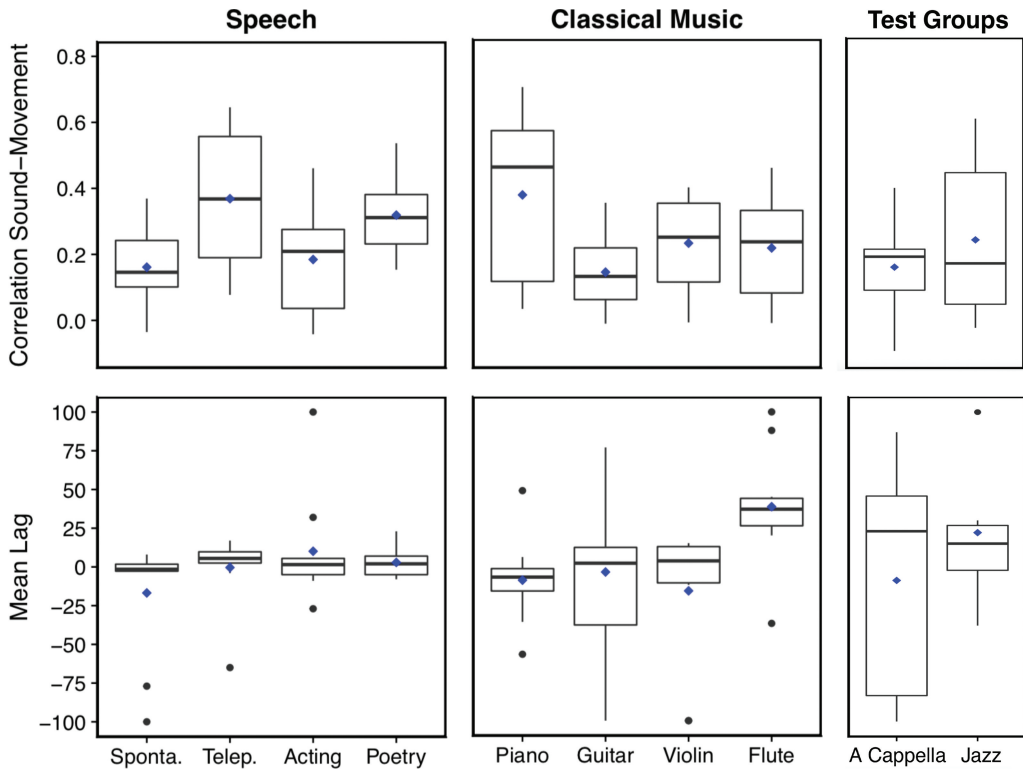 Speech
Classical Music
Test Groups
Correlation Sound–Movement
0.8
0.6
0.4
0.2
0.0
Mean Lag
100
75
50
25
0
−25
−50
−75
−100
Sponta. Telep. Acting Poetry
Piano Guitar Violin Flute
A Cappella Jazz